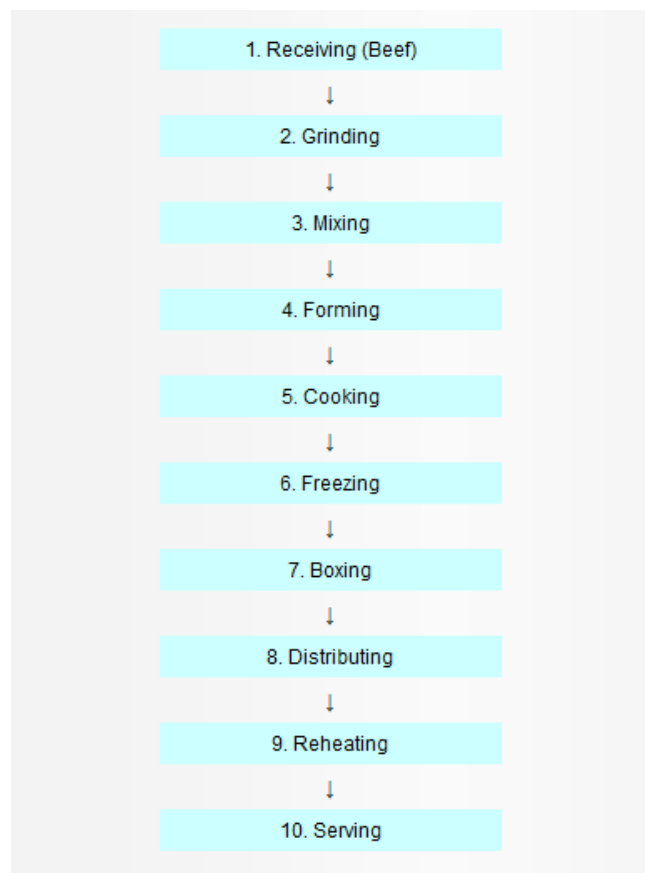 1. Receiving (Beef)
↓
2. Grinding
↓
3. Mixing
↓
4. Forming
↓
5. Cooking
↓
6. Freezing
↓
7. Boxing
↓
8. Distributing
↓
9. Reheating
↓
10. Serving